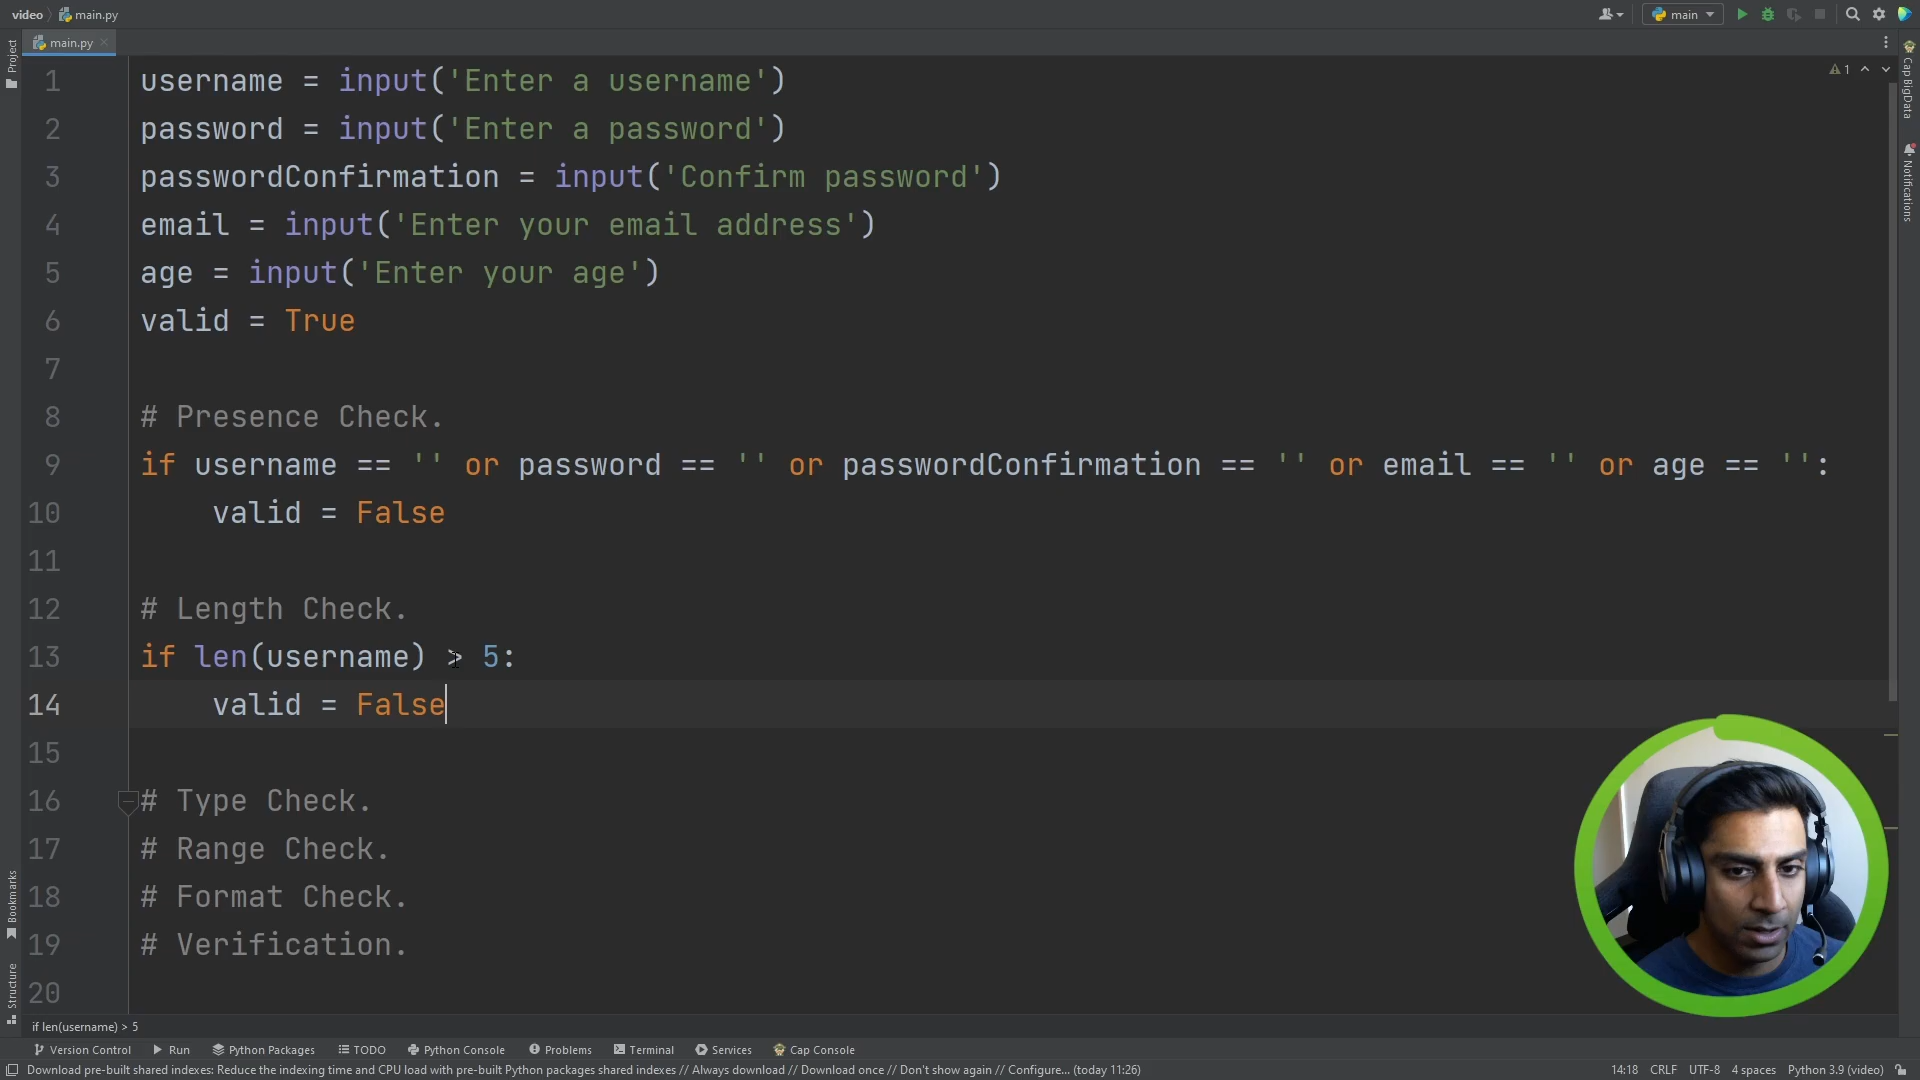 video main.py
main
main.py
Project
Cap BigData
Notifications
1
1 username = input('Enter a username')
2 password = input('Enter a password')
3 passwordConfirmation = input('Confirm password')
4 email = input('Enter your email address')
5 age = input('Enter your age')
6 valid = True
7
8 # Presence Check.
9 if username == '' or password == '' or passwordConfirmation == '' or email == '' or age == '':
10 valid = False
11
12 # Length Check.
13 if len(username) > 5:
14 valid = False
15
16 # Type Check.
17 # Range Check.
18 # Format Check.
19 # Verification.
20
Bookmarks
Structure
if len(username) > 5
Version Control Run Python Packages TODO Python Console Problems Terminal Services Cap Console
Download pre-built shared indexes: Reduce the indexing time and CPU load with pre-built Python packages shared indexes // Always download // Download once // Don't show again // Configure... (today 11:26) 14:18 CRLF UTF-8 4 spaces Python 3.9 (video)